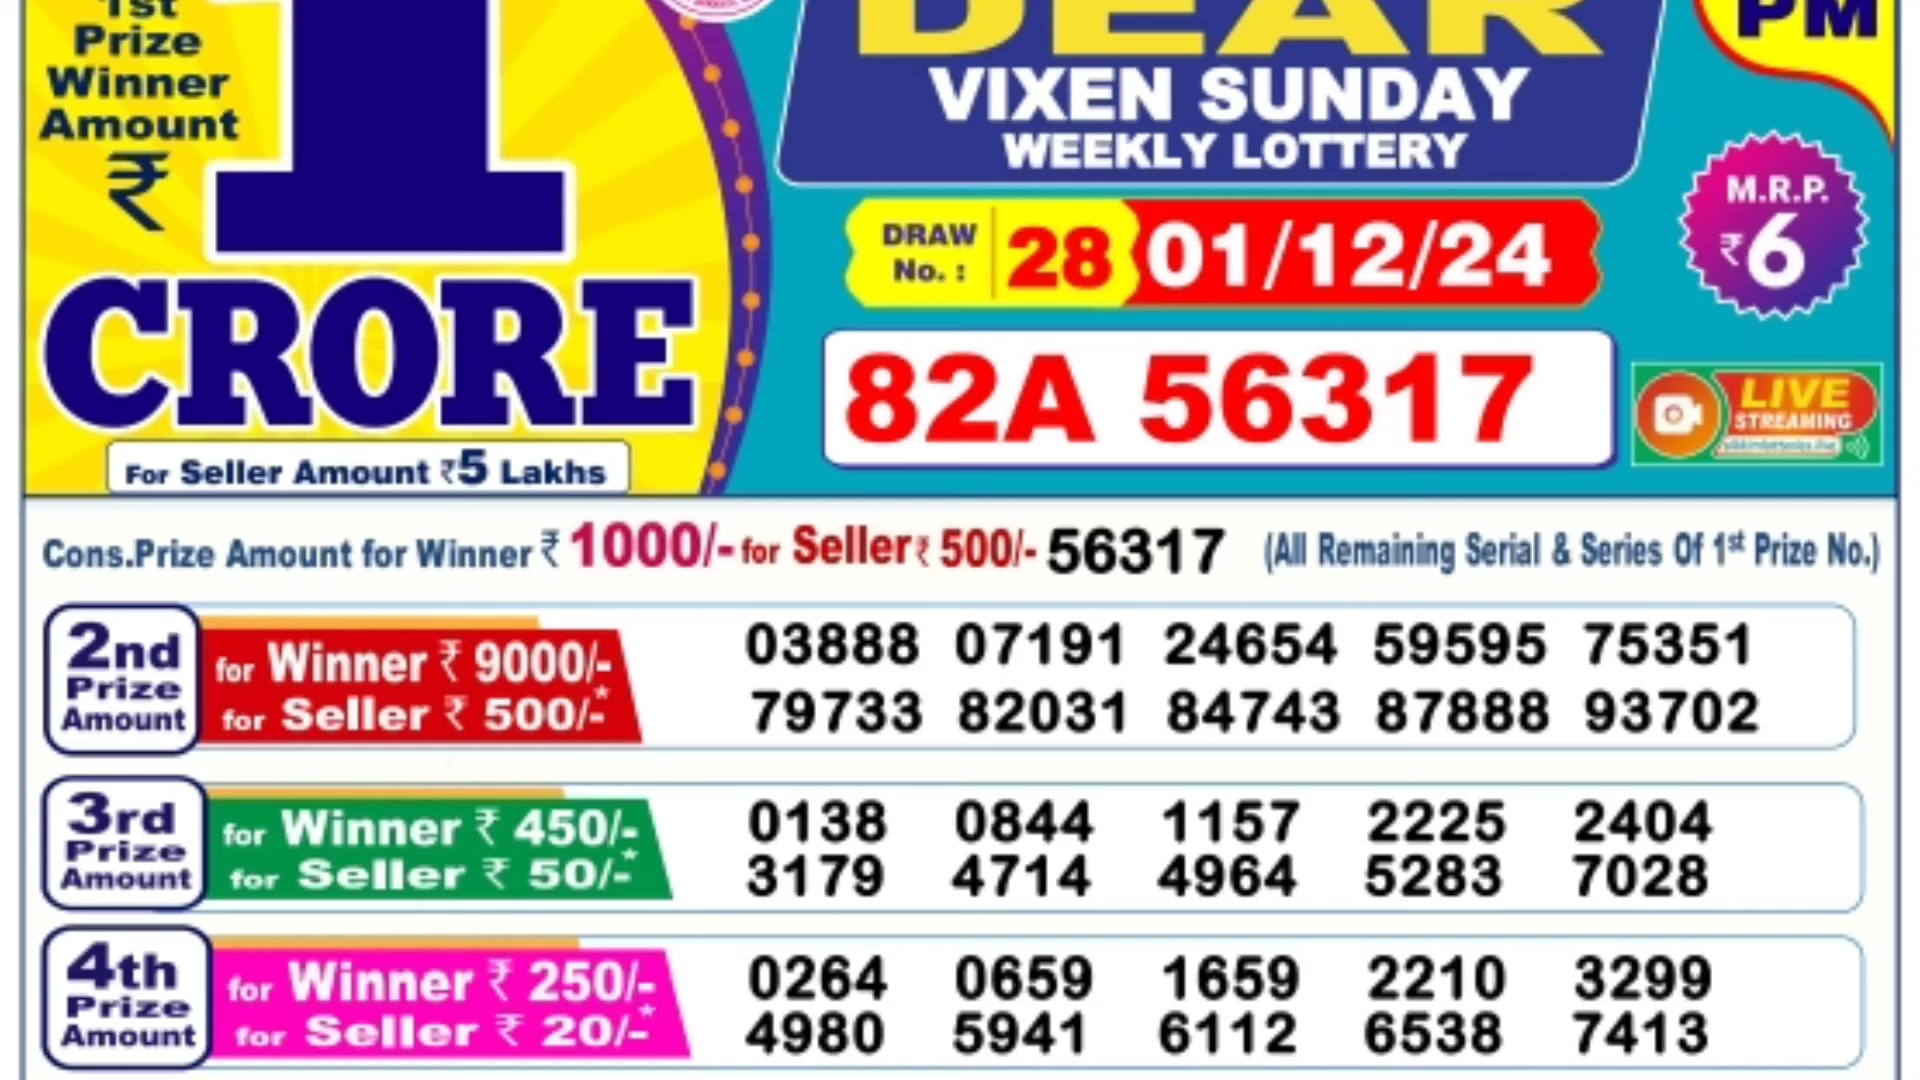 1st
Prize
Winner
Amount
₹
1
CRORE
For Seller Amount ₹5 Lakhs
DEAR
VIXEN SUNDAY
WEEKLY LOTTERY
PM
DRAW No. : 28 01/12/24
M.R.P.
₹6
82A 56317
LIVE
STREAMING
Cons.Prize Amount for Winner ₹ 1000/- for Seller ₹ 500/- 56317 (All Remaining Serial & Series Of 1st Prize No.)
2nd
Prize
Amount
for Winner ₹ 9000/-
for Seller ₹ 500/-*
03888 07191 24654 59595 75351
79733 82031 84743 87888 93702
3rd
Prize
Amount
for Winner ₹ 450/-
for Seller ₹ 50/-*
0138 0844 1157 2225 2404
3179 4714 4964 5283 7028
4th
Prize
Amount
for Winner ₹ 250/-
for Seller ₹ 20/-*
0264 0659 1659 2210 3299
4980 5941 6112 6538 7413